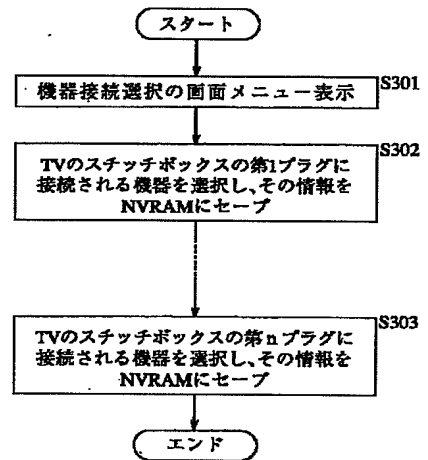 スタート
機器接続選択の画面メニュー表示
S301
S302
TVのスチッチボックスの第1プラグに
接続される機器を選択し、その情報を
NVRAMにセーブ
S303
TVのスチッチボックスの第nプラグに
接続される機器を選択し、その情報を
NVRAMにセーブ
エンド